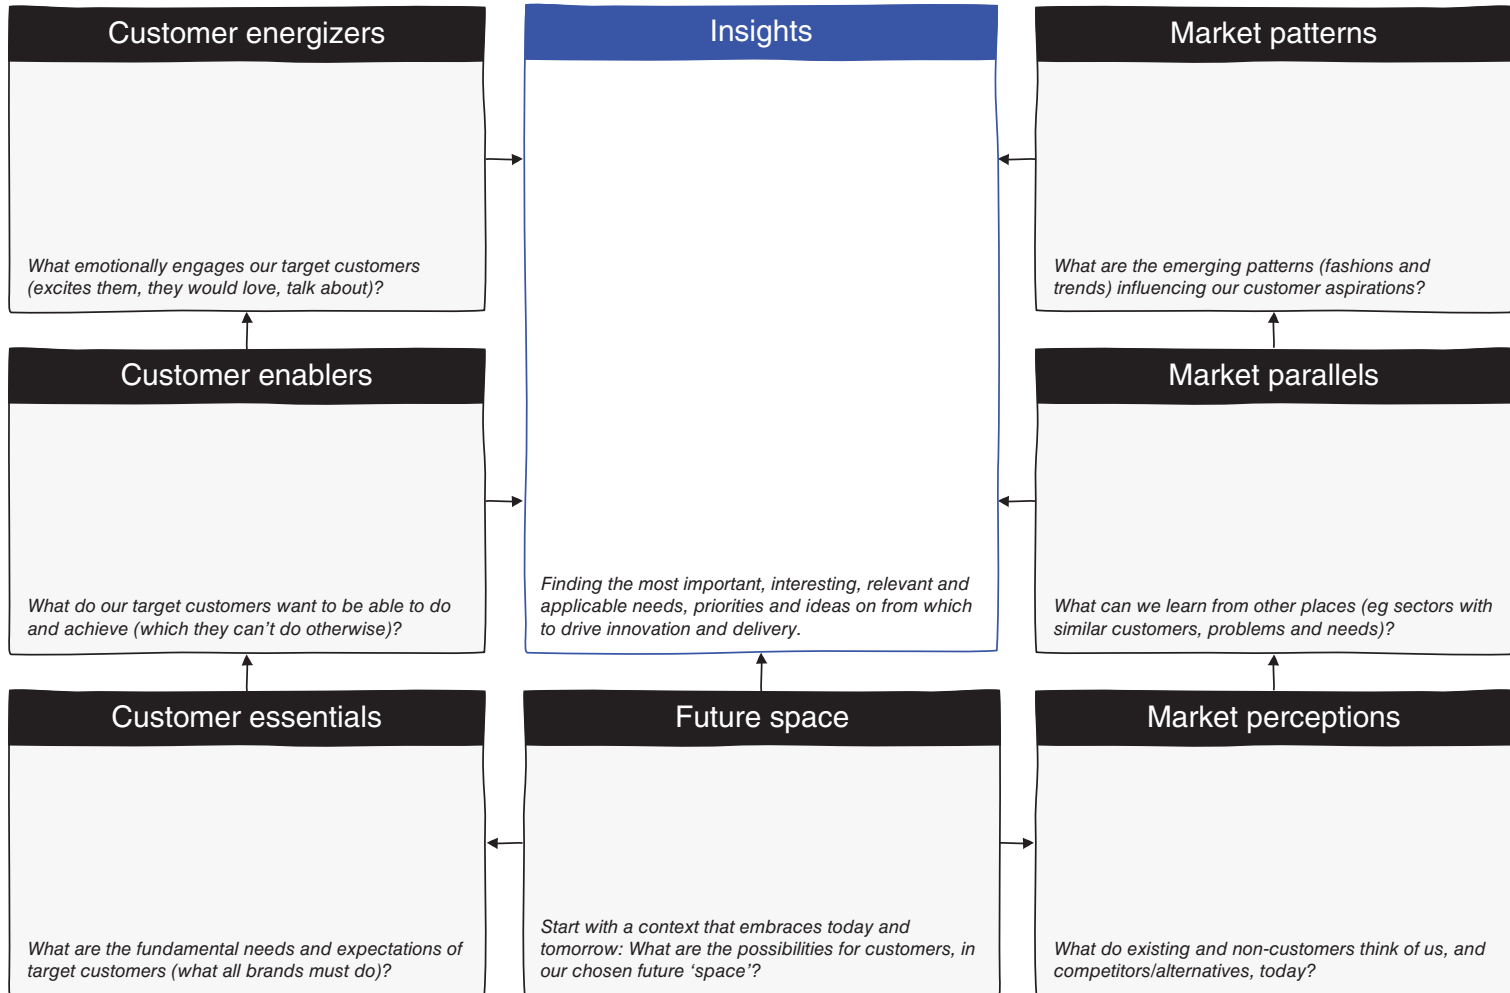 Customer energizers
What emotionally engages our target customers
(excites them, they would love, talk about)?
Insights
Finding the most important, interesting, relevant and
applicable needs, priorities and ideas on from which
to drive innovation and delivery.
Market patterns
What are the emerging patterns (fashions and
trends) influencing our customer aspirations?
Customer enablers
What do our target customers want to be able to do
and achieve (which they can’t do otherwise)?
Market parallels
What can we learn from other places (eg sectors with
similar customers, problems and needs)?
Customer essentials
What are the fundamental needs and expectations of
target customers (what all brands must do)?
Future space
Start with a context that embraces today and
tomorrow: What are the possibilities for customers, in
our chosen future ‘space’?
Market perceptions
What do existing and non-customers think of us, and
competitors/alternatives, today?